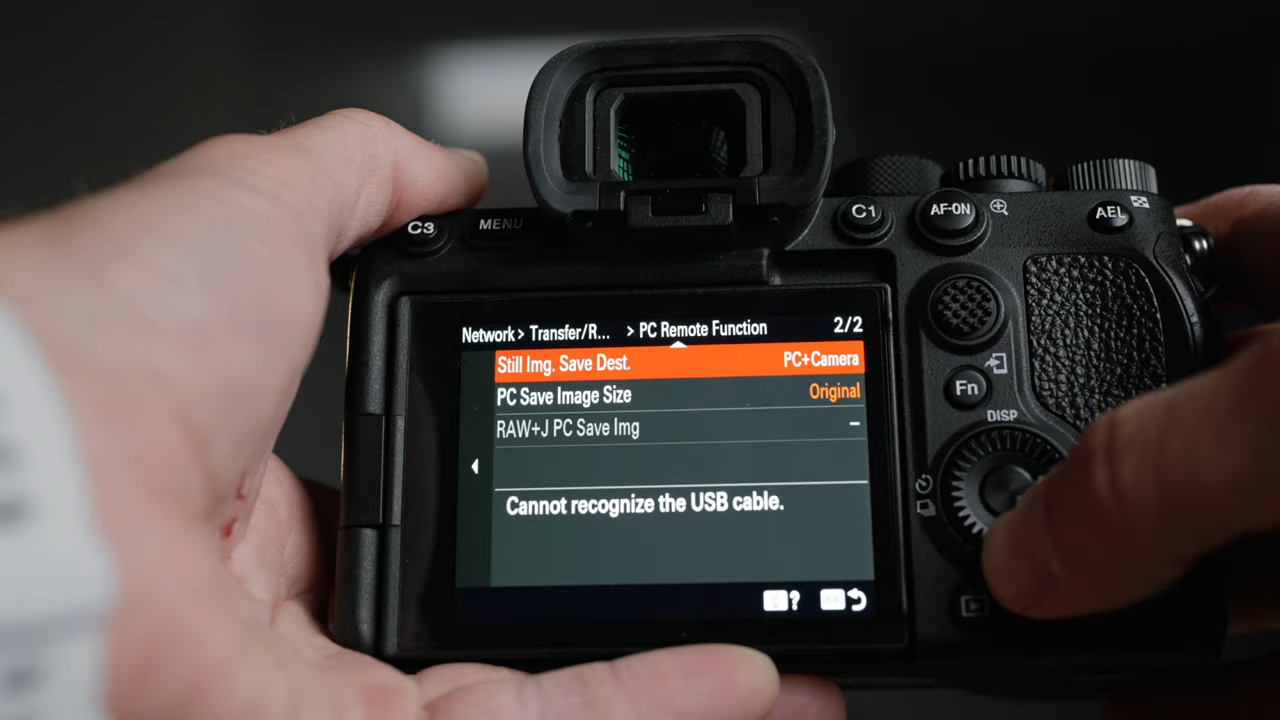 C3
MENU
C1
AF-ON
AEL
Network > Transfer/R... > PC Remote Function 2/2
Still Img. Save Dest. PC+Camera
PC Save Image Size Original
RAW+J PC Save Img –
Cannot recognize the USB cable.
?
Fn
DISP